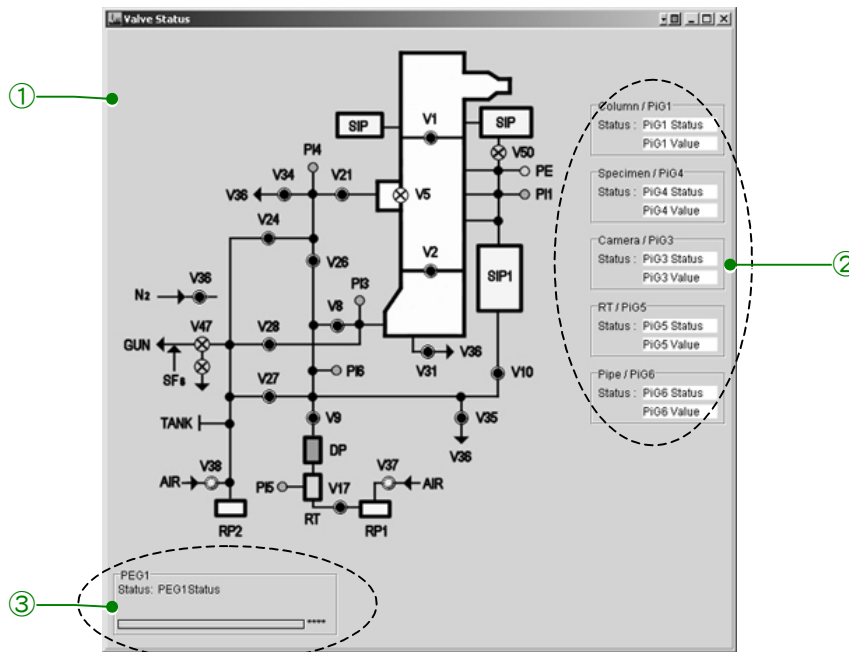 Valve Status
①
V1
SIP
SIP
Column / PiG1
Status : PiG1 Status
PiG1 Value
PI4
V50
V34
V21
PE
V36
V5
PI1
Specimen / PiG4
Status : PiG4 Status
PiG4 Value
V24
V26
V2
SIP1
Camera / PiG3
Status : PiG3 Status
PiG3 Value
②
V36
N2
PI3
V8
RT / PiG5
Status : PiG5 Status
PiG5 Value
V47
V28
GUN
V36
V31
SF6
PI6
V10
V27
Pipe / PiG6
Status : PiG6 Status
PiG6 Value
TANK
V9
V35
DP
V36
V38
V37
AIR
PI5
V17
AIR
RT
RP2
RP1
PEG1
Status: PEG1Status
③
****